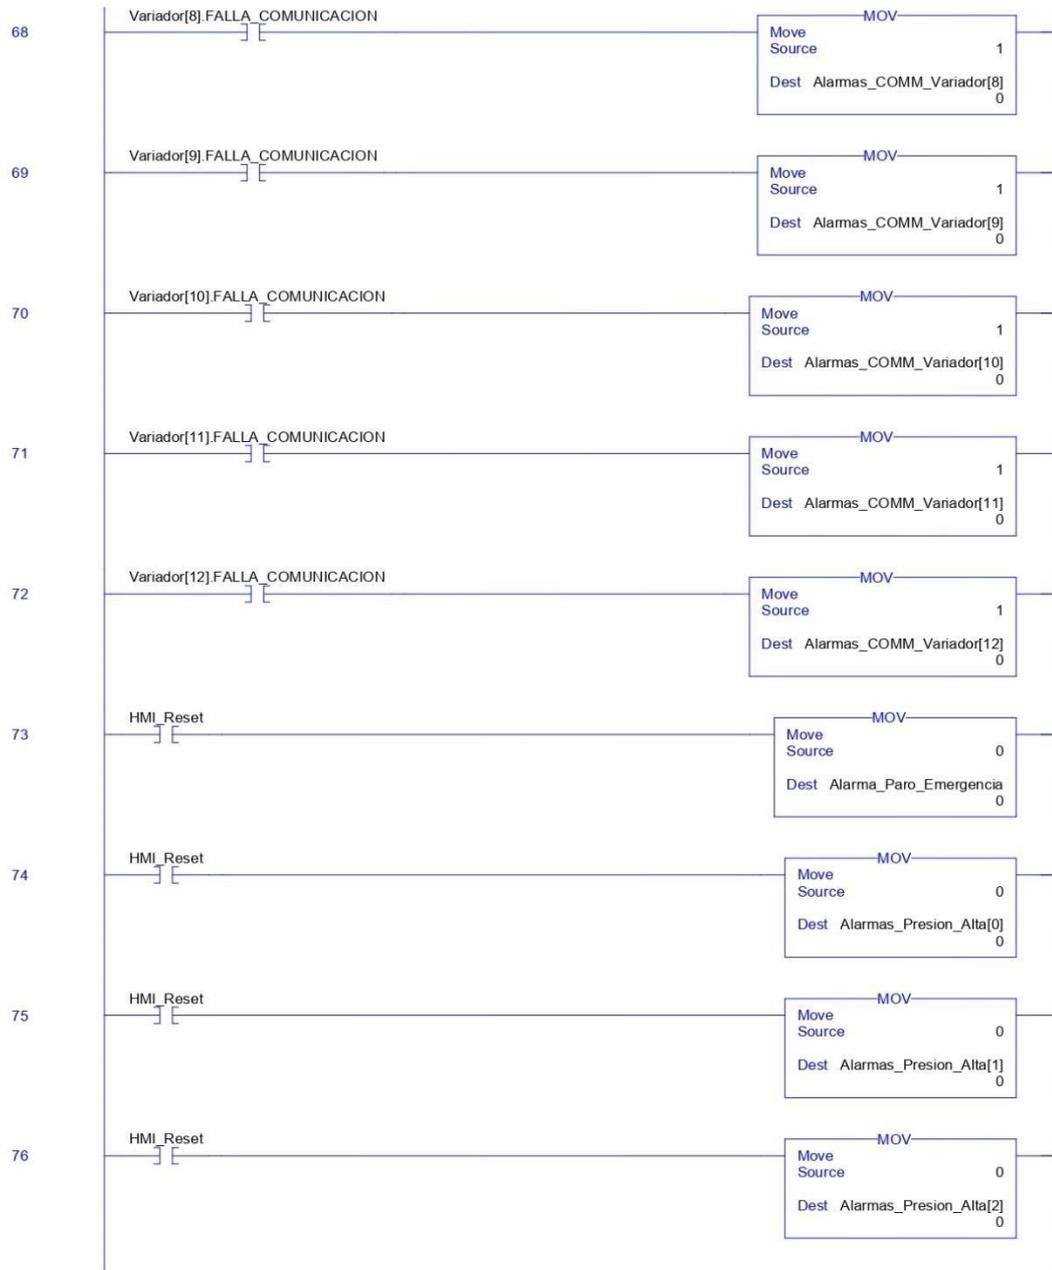 Variador[8].FALLA_COMUNICACION
MOV
68
Move
Source 1
Dest Alarmas_COMM_Variador[8]
0
Variador[9].FALLA_COMUNICACION
MOV
69
Move
Source 1
Dest Alarmas_COMM_Variador[9]
0
Variador[10].FALLA_COMUNICACION
MOV
70
Move
Source 1
Dest Alarmas_COMM_Variador[10]
0
Variador[11].FALLA_COMUNICACION
MOV
71
Move
Source 1
Dest Alarmas_COMM_Variador[11]
0
Variador[12].FALLA_COMUNICACION
MOV
72
Move
Source 1
Dest Alarmas_COMM_Variador[12]
0
HMI_Reset
MOV
73
Move
Source 0
Dest Alarma_Paro_Emergencia
0
HMI_Reset
MOV
74
Move
Source 0
Dest Alarmas_Presion_Alta[0]
0
HMI_Reset
MOV
75
Move
Source 0
Dest Alarmas_Presion_Alta[1]
0
HMI_Reset
MOV
76
Move
Source 0
Dest Alarmas_Presion_Alta[2]
0